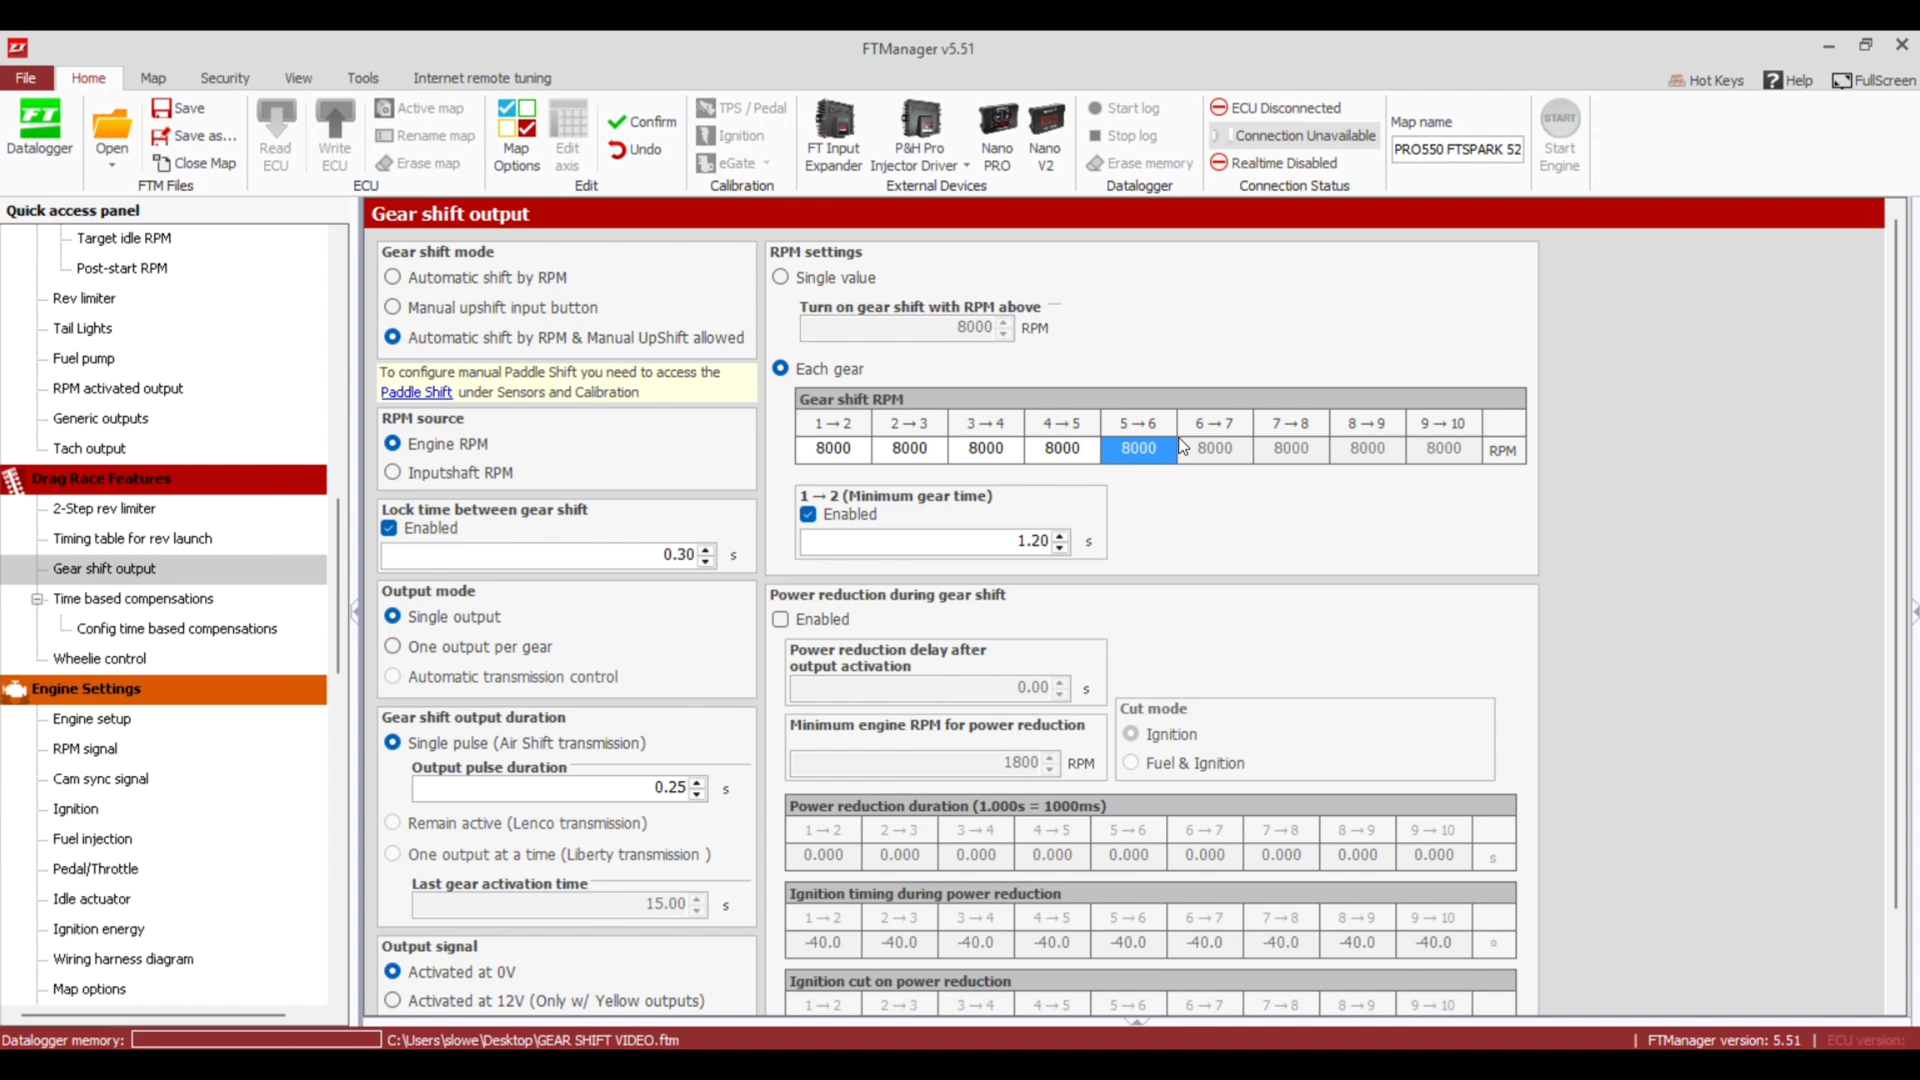 FTManager v5.51
File
Home
Map
Security
View
Tools
Internet remote tuning
Hot Keys
Help
FullScreen
FT
Datalogger
Open
Save
Save as...
Close Map
FTM Files
Read ECU
Write ECU
Active map
Rename map
Erase map
ECU
Map Options
Edit axis
Confirm
Undo
Edit
TPS / Pedal
Ignition
eGate
Calibration
FT Input Expander
P&H Pro Injector Driver
Nano PRO
Nano V2
External Devices
Start log
Stop log
Erase memory
Datalogger
ECU Disconnected
Connection Unavailable
Realtime Disabled
Connection Status
Map name
PRO550 FTSPARK 52
START
Start Engine
Quick access panel
Target idle RPM
Post-start RPM
Rev limiter
Tail Lights
Fuel pump
RPM activated output
Generic outputs
Tach output
Drag Race Features
2-Step rev limiter
Timing table for rev launch
Gear shift output
Time based compensations
Config time based compensations
Wheelie control
Engine Settings
Engine setup
RPM signal
Cam sync signal
Ignition
Fuel injection
Pedal/Throttle
Idle actuator
Ignition energy
Wiring harness diagram
Map options
Gear shift output
Gear shift mode
Automatic shift by RPM
Manual upshift input button
Automatic shift by RPM & Manual UpShift allowed
To configure manual Paddle Shift you need to access the
Paddle Shift under Sensors and Calibration
RPM source
Engine RPM
Inputshaft RPM
Lock time between gear shift
Enabled
0.30 s
Output mode
Single output
One output per gear
Automatic transmission control
Gear shift output duration
Single pulse (Air Shift transmission)
Output pulse duration
0.25 s
Remain active (Lenco transmission)
One output at a time (Liberty transmission )
Last gear activation time
15.00 s
Output signal
Activated at 0V
Activated at 12V (Only w/ Yellow outputs)
RPM settings
Single value
Turn on gear shift with RPM above
8000 RPM
Each gear
Gear shift RPM
1→2 2→3 3→4 4→5 5→6 6→7 7→8 8→9 9→10
8000 8000 8000 8000 8000 8000 8000 8000 8000 RPM
1→2 (Minimum gear time)
Enabled
1.20 s
Power reduction during gear shift
Enabled
Power reduction delay after
output activation
0.00 s
Minimum engine RPM for power reduction
1800 RPM
Cut mode
Ignition
Fuel & Ignition
Power reduction duration (1.000s = 1000ms)
1→2 2→3 3→4 4→5 5→6 6→7 7→8 8→9 9→10
0.000 0.000 0.000 0.000 0.000 0.000 0.000 0.000 0.000 s
Ignition timing during power reduction
1→2 2→3 3→4 4→5 5→6 6→7 7→8 8→9 9→10
-40.0 -40.0 -40.0 -40.0 -40.0 -40.0 -40.0 -40.0 -40.0 °
Ignition cut on power reduction
1→2 2→3 3→4 4→5 5→6 6→7 7→8 8→9 9→10
Datalogger memory:
C:\Users\slowe\Desktop\GEAR SHIFT VIDEO.ftm
FTManager version: 5.51
ECU version: